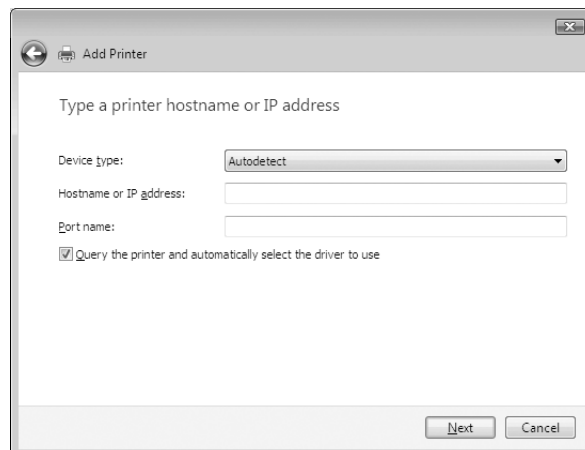 Add Printer
Type a printer hostname or IP address
Device type:
Autodetect
Hostname or IP address:
Port name:
Query the printer and automatically select the driver to use
Next
Cancel